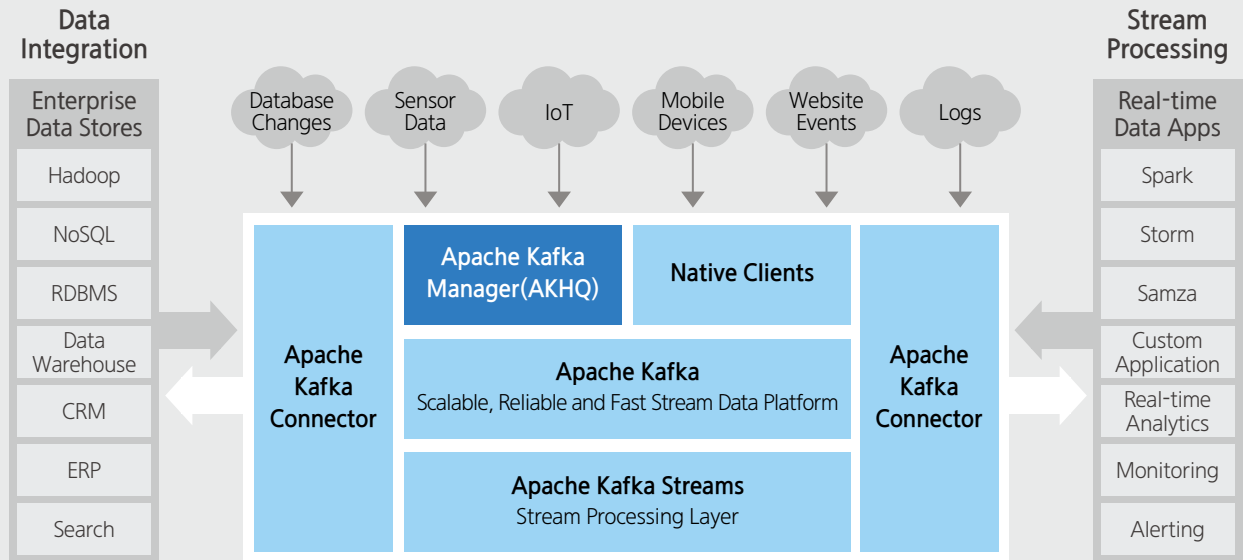 Data
Integration
Enterprise
Data Stores
Hadoop
NoSQL
RDBMS
Data
Warehouse
CRM
ERP
Search
Database
Changes
Sensor
Data
IoT
Mobile
Devices
Website
Events
Logs
Apache
Kafka
Connector
Apache Kafka
Manager(AKHQ)
Native Clients
Apache Kafka
Scalable, Reliable and Fast Stream Data Platform
Apache Kafka Streams
Stream Processing Layer
Apache
Kafka
Connector
Stream
Processing
Real-time
Data Apps
Spark
Storm
Samza
Custom
Application
Real-time
Analytics
Monitoring
Alerting